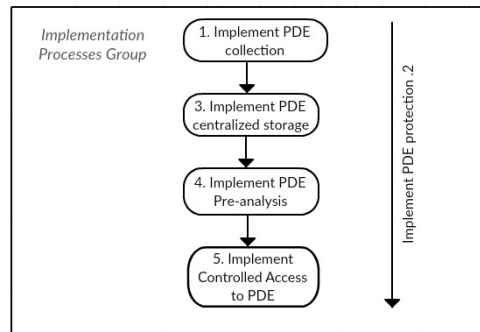 Implementation
Processes Group
1. Implement PDE
collection
3. Implement PDE
centralized storage
4. Implement PDE
Pre-analysis
5. Implement
Controlled Access
to PDE
Implement PDE protection .2